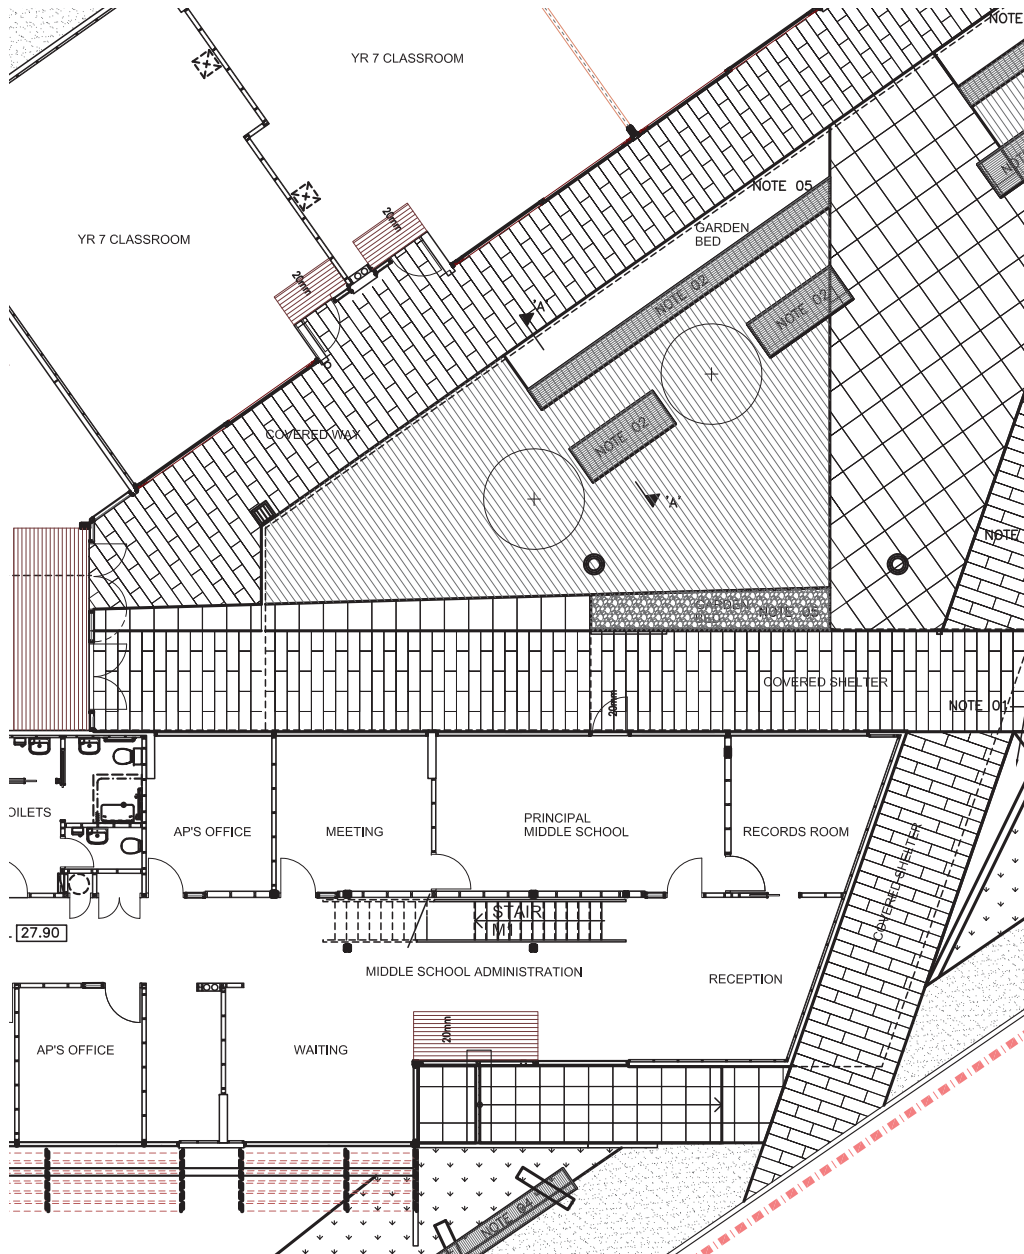 NOTE
YR 7 CLASSROOM
NOTE 05
20mm
GARDEN
BED
YR 7 CLASSROOM
20mm
NOTE 02
NOTE 02
'A'
COVERED WAY
NOTE 02
'A'
NOTE
GARDEN
BED
NOTE 05
COVERED SHELTER
20mm
NOTE 01
OILETS
AP'S OFFICE
MEETING
PRINCIPAL
MIDDLE SCHOOL
RECORDS ROOM
COVERED SHELTER
STAIR
M1
27.90
MIDDLE SCHOOL ADMINISTRATION
RECEPTION
20mm
AP'S OFFICE
WAITING
NOTE 04